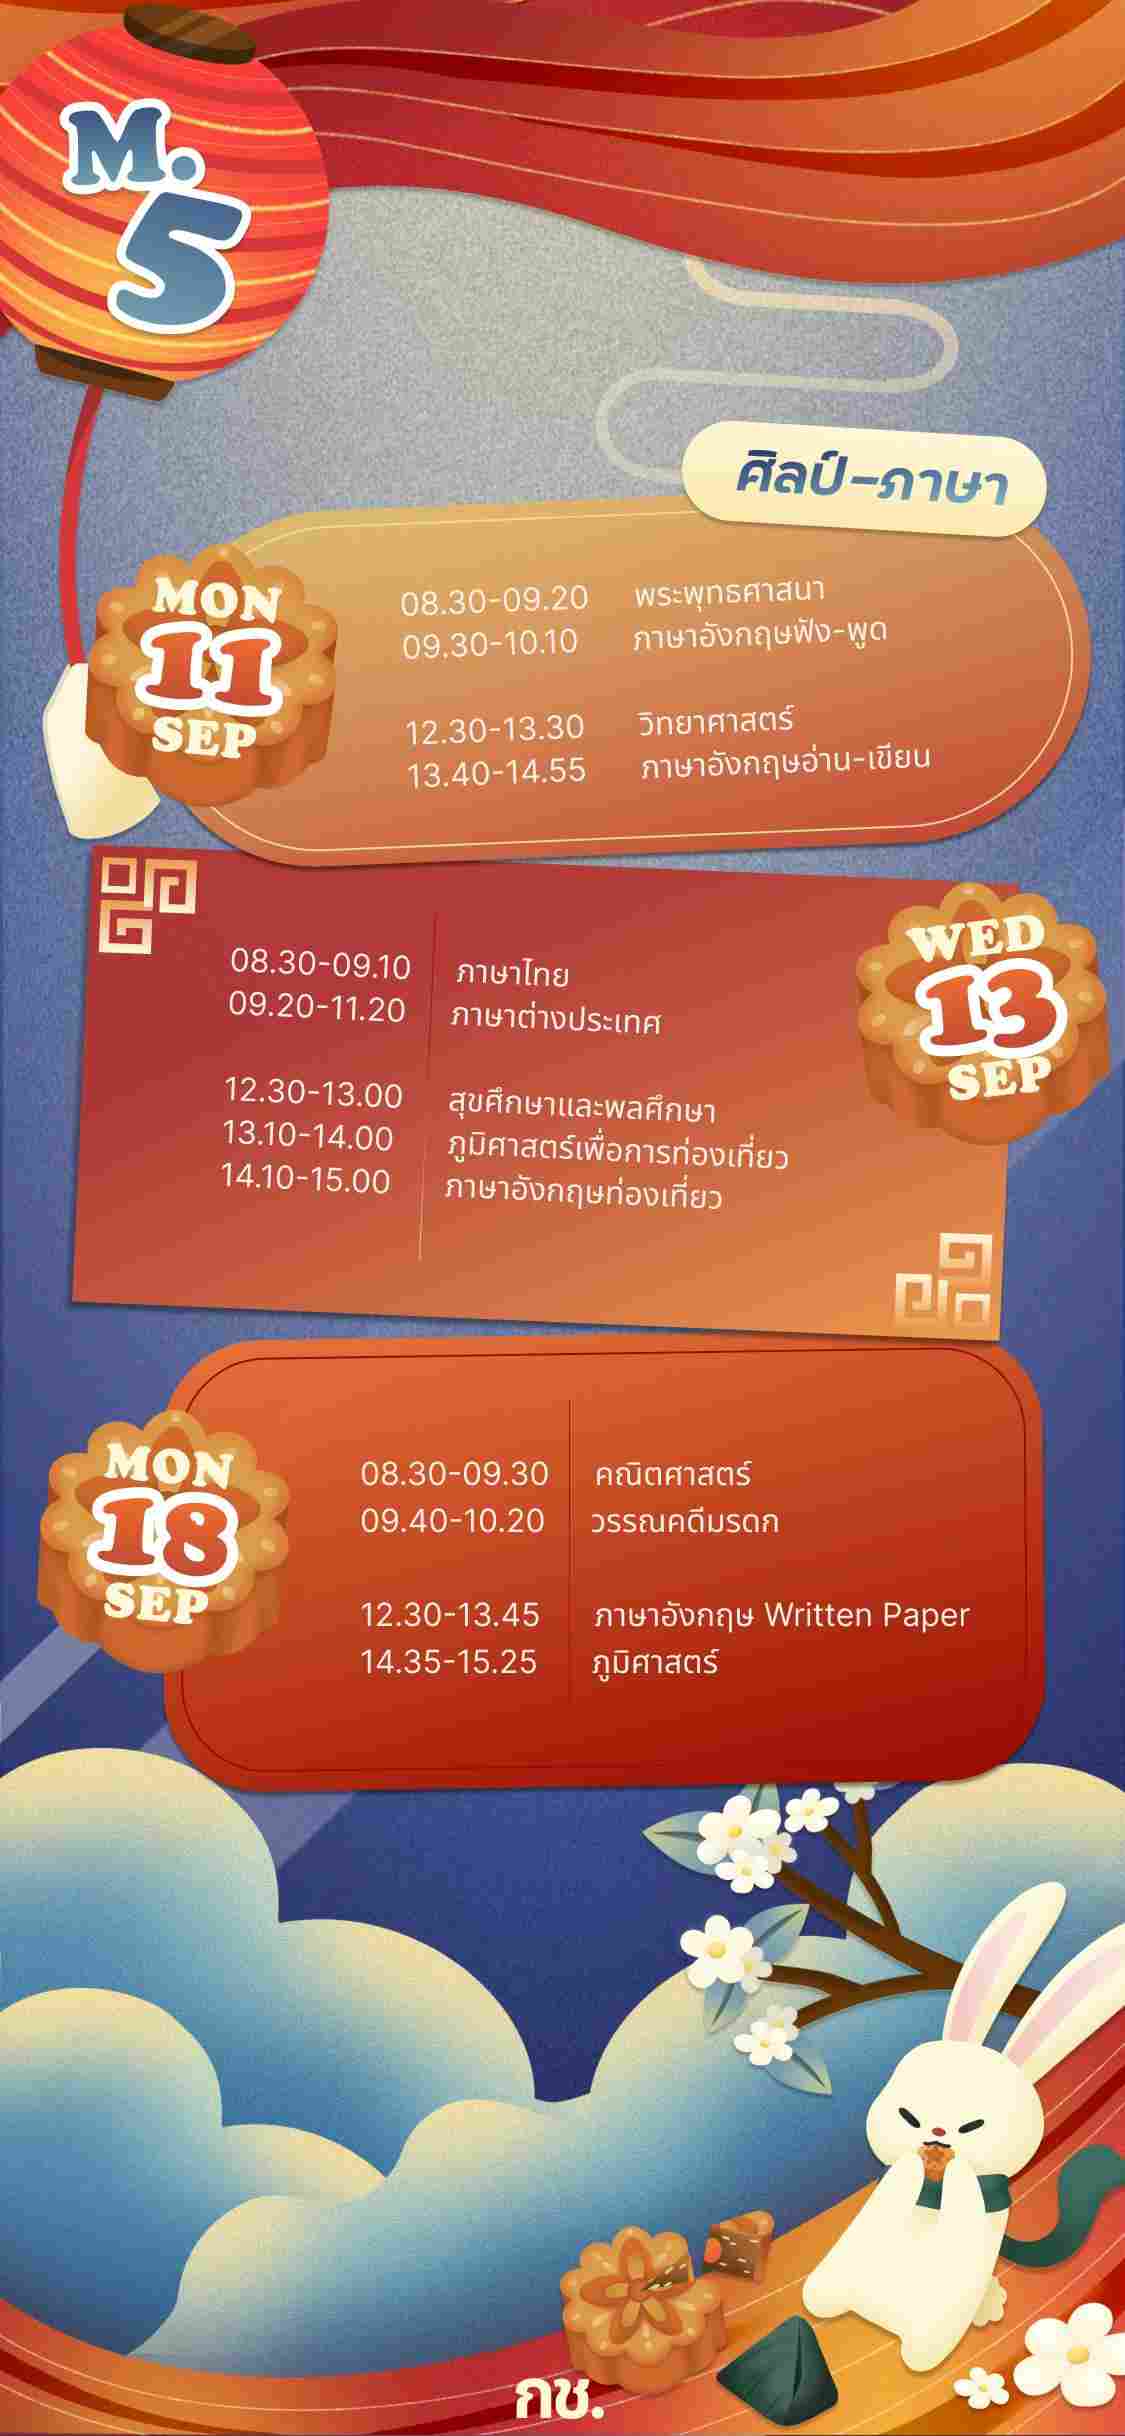 M.
5
ศิลป์-ภาษา
MON
11
SEP
08.30-09.20 พระพุทธศาสนา
09.30-10.10 ภาษาอังกฤษฟัง-พูด
12.30-13.30 วิทยาศาสตร์
13.40-14.55 ภาษาอังกฤษอ่าน-เขียน
WED
13
SEP
08.30-09.10 ภาษาไทย
09.20-11.20 ภาษาต่างประเทศ
12.30-13.00 สุขศึกษาและพลศึกษา
13.10-14.00 ภูมิศาสตร์เพื่อการท่องเที่ยว
14.10-15.00 ภาษาอังกฤษท่องเที่ยว
MON
18
SEP
08.30-09.30 คณิตศาสตร์
09.40-10.20 วรรณคดีมรดก
12.30-13.45 ภาษาอังกฤษ Written Paper
14.35-15.25 ภูมิศาสตร์
กช.